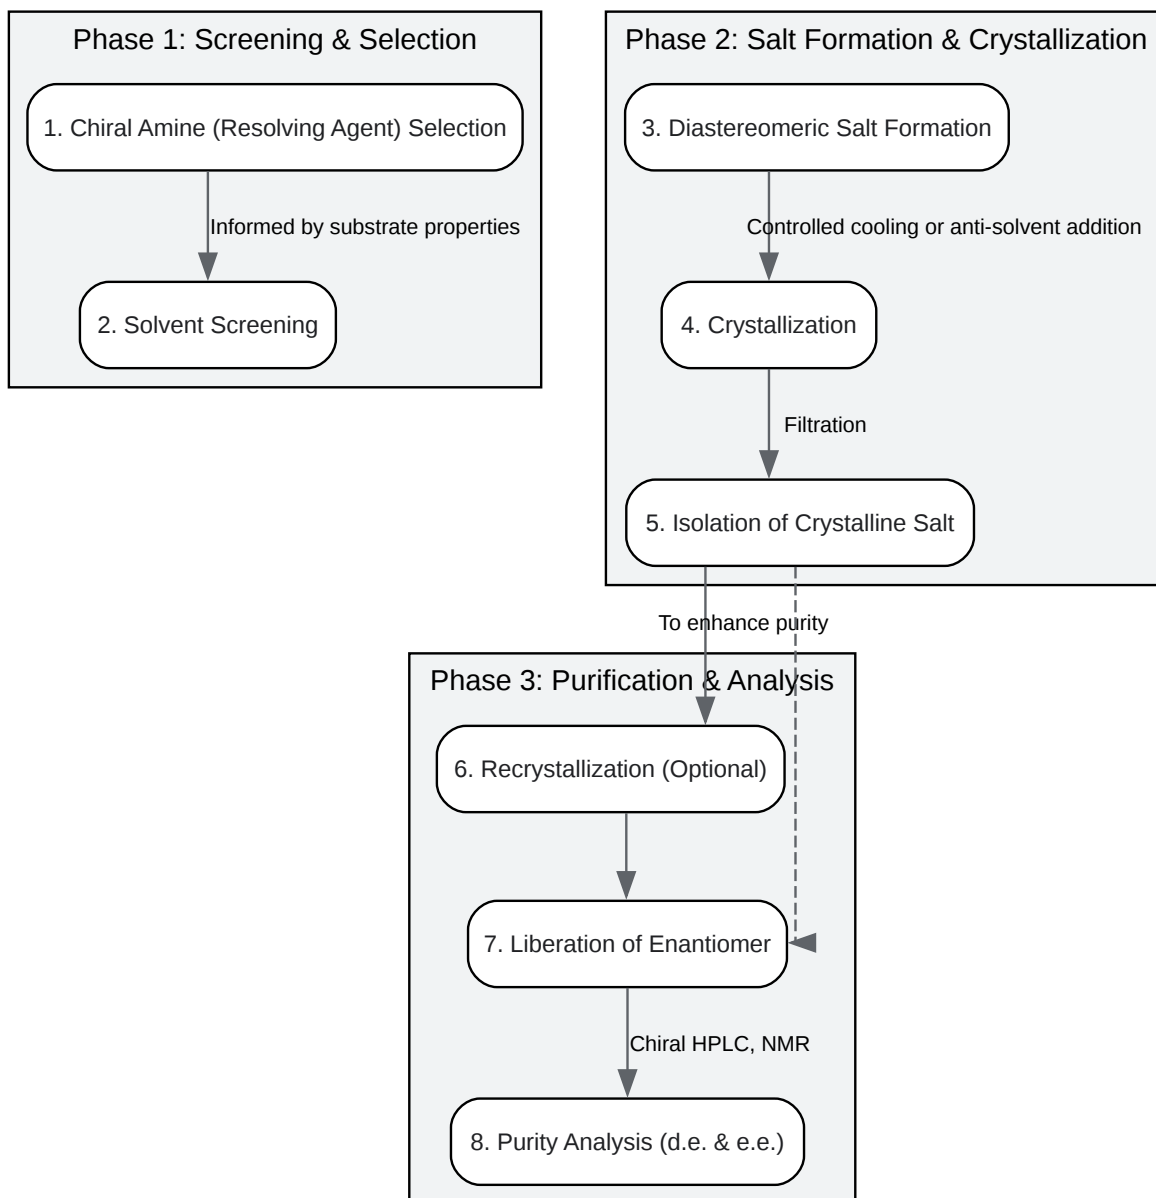 Phase 1: Screening & Selection
1. Chiral Amine (Resolving Agent) Selection
Informed by substrate properties
2. Solvent Screening
Phase 2: Salt Formation & Crystallization
3. Diastereomeric Salt Formation
Controlled cooling or anti-solvent addition
4. Crystallization
Filtration
5. Isolation of Crystalline Salt
To enhance purity
Phase 3: Purification & Analysis
6. Recrystallization (Optional)
7. Liberation of Enantiomer
Chiral HPLC, NMR
8. Purity Analysis (d.e. & e.e.)